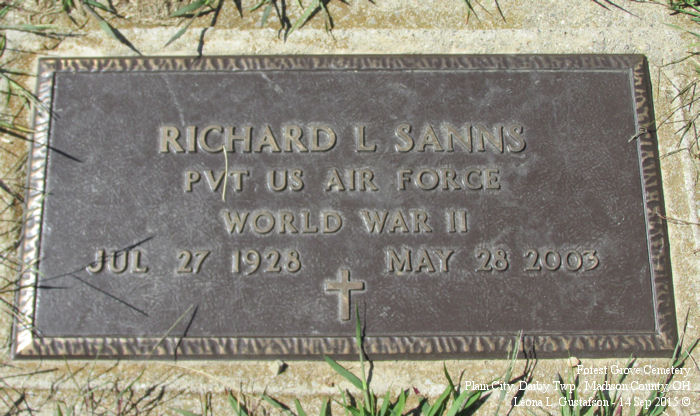 RICHARD L SANNS
PVT US AIR FORCE
WORLD WAR II
JUL 27 1928 MAY 28 2003
Forest Grove Cemetery
Plain City, Darby Twp., Madison County, OH
Leona L. Gustafson - 14 Sep 2015 ©